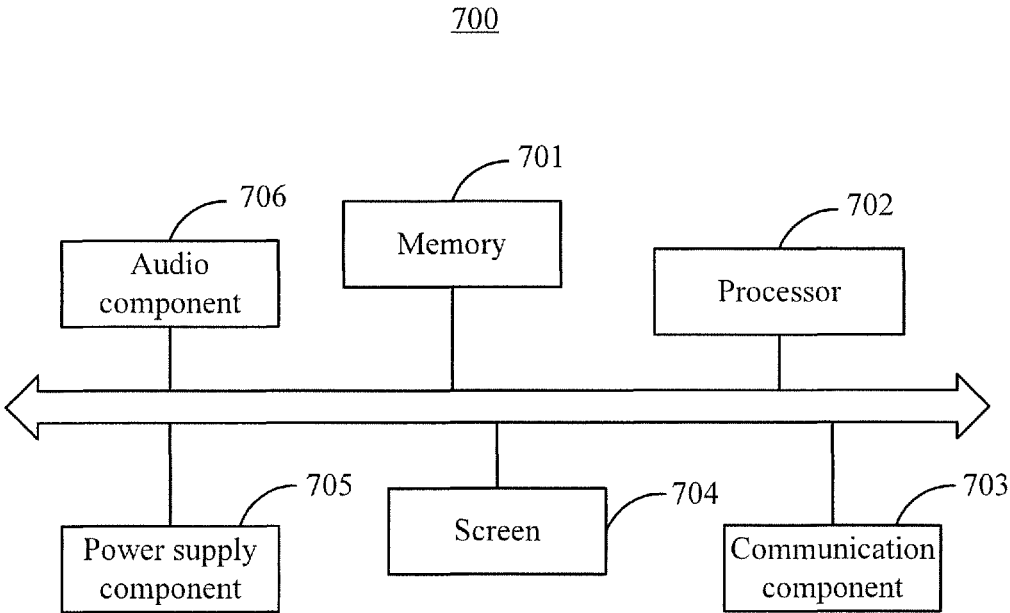 700
701
706
702
Memory
Audio
component
Processor
705
704
703
Screen
Power supply
component
Communication
component